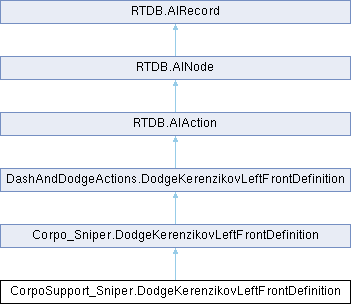 RTDB.AIRecord
RTDB.AINode
RTDB.AIAction
DashAndDodgeActions.DodgeKerenzikovLeftFrontDefinition
Corpo_Sniper.DodgeKerenzikovLeftFrontDefinition
CorpoSupport_Sniper.DodgeKerenzikovLeftFrontDefinition